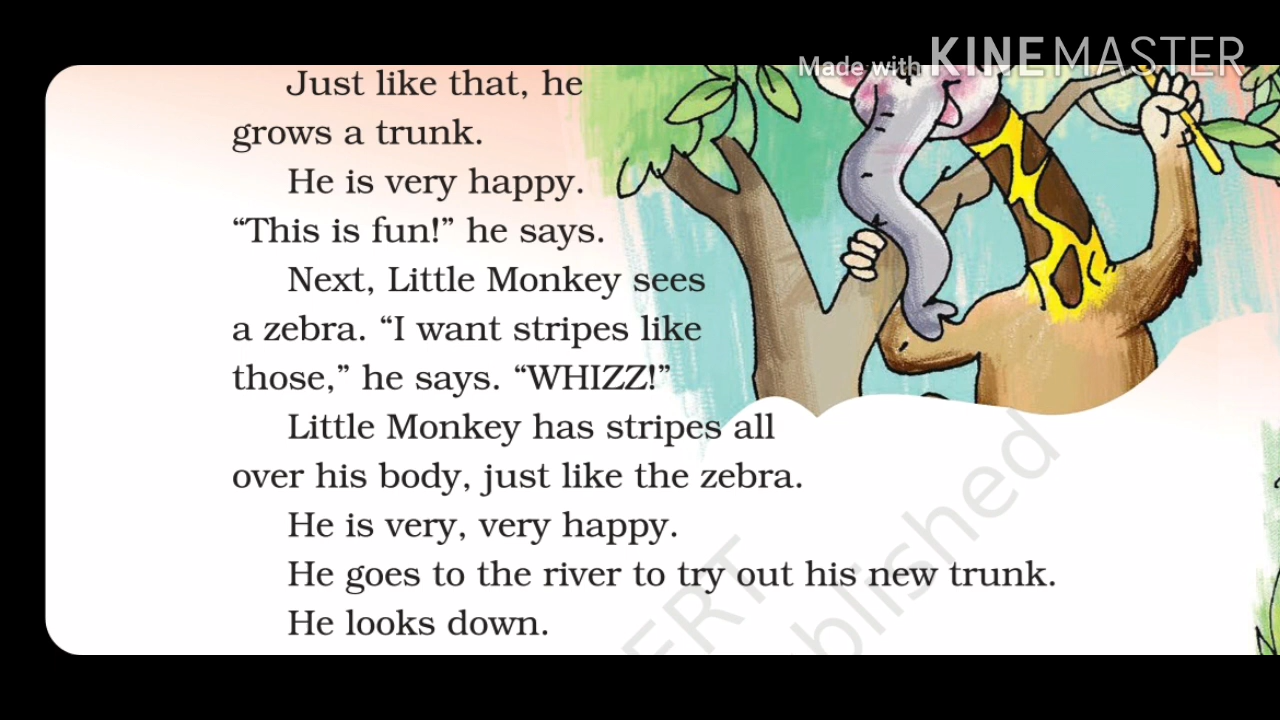 Made with KINEMASTER
Just like that, he
grows a trunk.
He is very happy.
“This is fun!” he says.
Next, Little Monkey sees
a zebra. “I want stripes like
those,” he says. “WHIZZ!”
Little Monkey has stripes all
over his body, just like the zebra.
He is very, very happy.
He goes to the river to try out his new trunk.
He looks down.